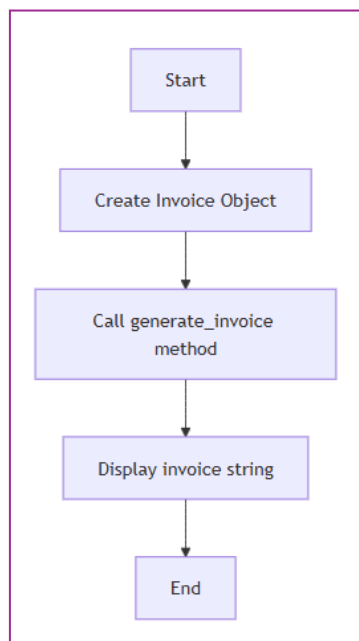 Start
Create Invoice Object
Call generate_invoice
method
Display invoice string
End